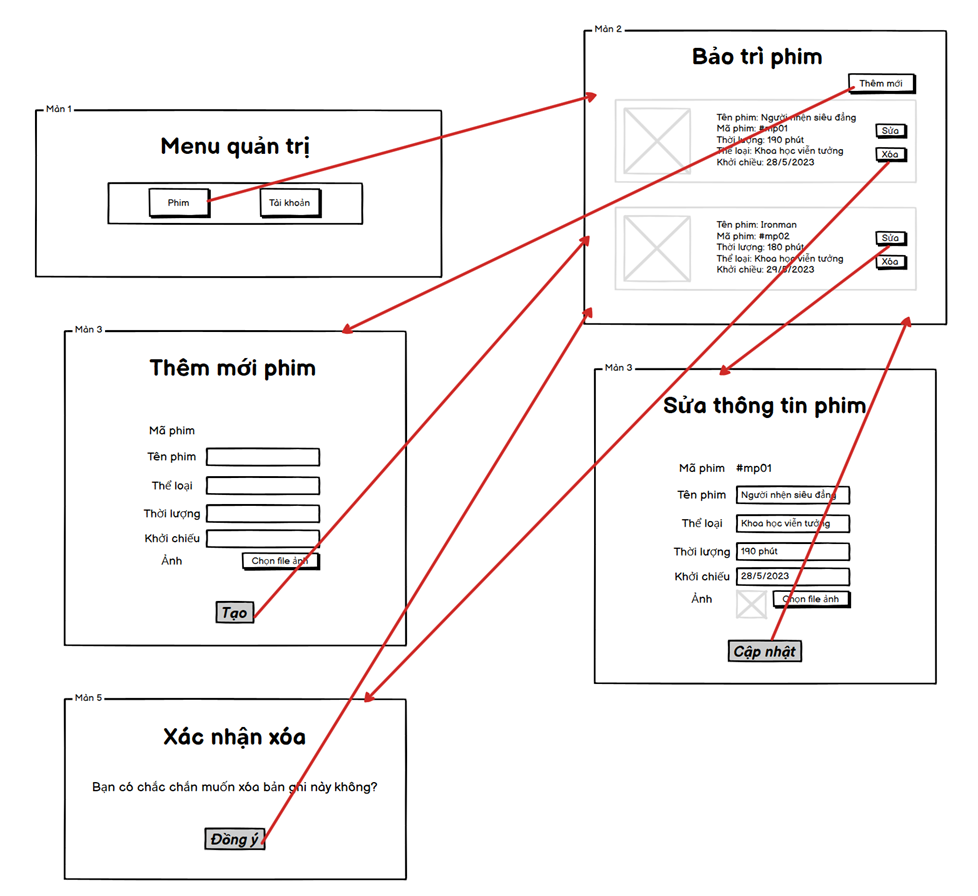 Màn 1
Menu quản trị
Phim
Tài khoản
Màn 2
Bảo trì phim
Thêm mới
Tên phim: Người nhện siêu đẳng
Mã phim: #mp01
Thời lượng: 190 phút
Thể loại: Khoa học viễn tưởng
Khởi chiếu: 28/5/2023
Sửa
Xóa
Tên phim: Ironman
Mã phim: #mp02
Thời lượng: 180 phút
Thể loại: Khoa học viễn tưởng
Khởi chiếu: 29/5/2023
Sửa
Xóa
Màn 3
Thêm mới phim
Mã phim
Tên phim
Thể loại
Thời lượng
Khởi chiếu
Ảnh
Chọn file ảnh
Tạo
Màn 3
Sửa thông tin phim
Mã phim #mp01
Tên phim Người nhện siêu đẳng
Thể loại Khoa học viễn tưởng
Thời lượng 190 phút
Khởi chiếu 28/5/2023
Ảnh Chọn file ảnh
Cập nhật
Màn 5
Xác nhận xóa
Bạn có chắc chắn muốn xóa bản ghi này không?
Đồng ý